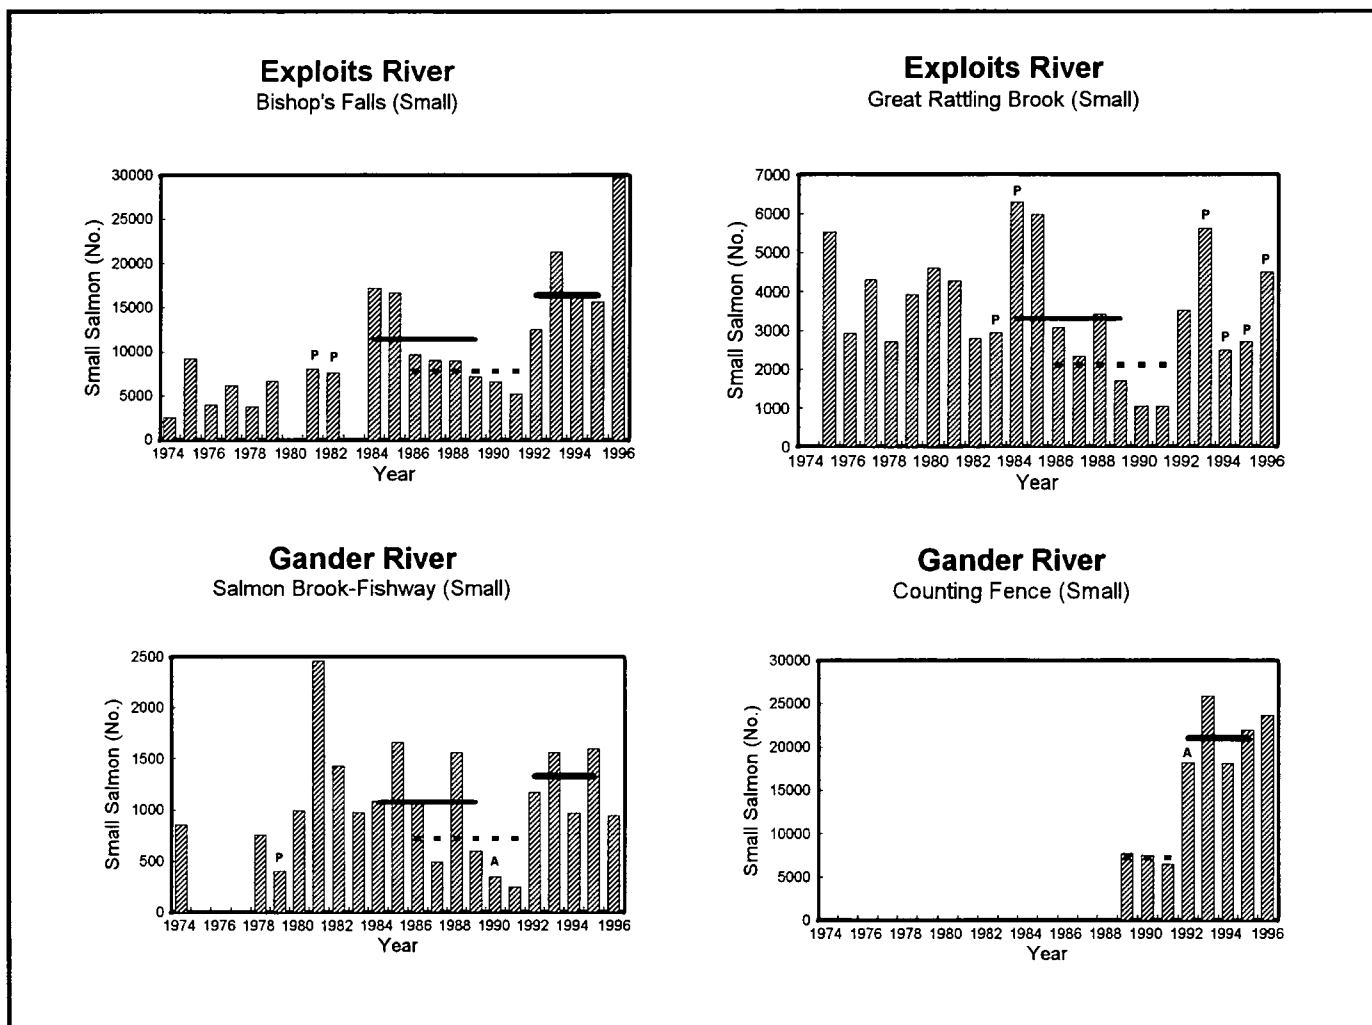 Exploits River
Bishop's Falls (Small)
30000
25000
20000
15000
10000
5000
0
Small Salmon (No.)
P P
1974 1976 1978 1982 1984 1986 1988 1990 1992 1994 1996
Year
Exploits River
Great Rattling Brook (Small)
7000
6000
5000
4000
3000
2000
1000
0
Small Salmon (No.)
P P P P P
1974 1976 1978 1980 1982 1984 1986 1988 1990 1992 1994 1996
Year
Gander River
Salmon Brook-Fishway (Small)
2500
2000
1500
1000
500
0
Small Salmon (No.)
P A
1974 1976 1978 1980 1982 1984 1986 1988 1990 1992 1994 1996
Year
Gander River
Counting Fence (Small)
30000
25000
20000
15000
10000
5000
0
Small Salmon (No.)
A
1974 1976 1978 1980 1982 1984 1986 1988 1990 1992 1994 1996
Year